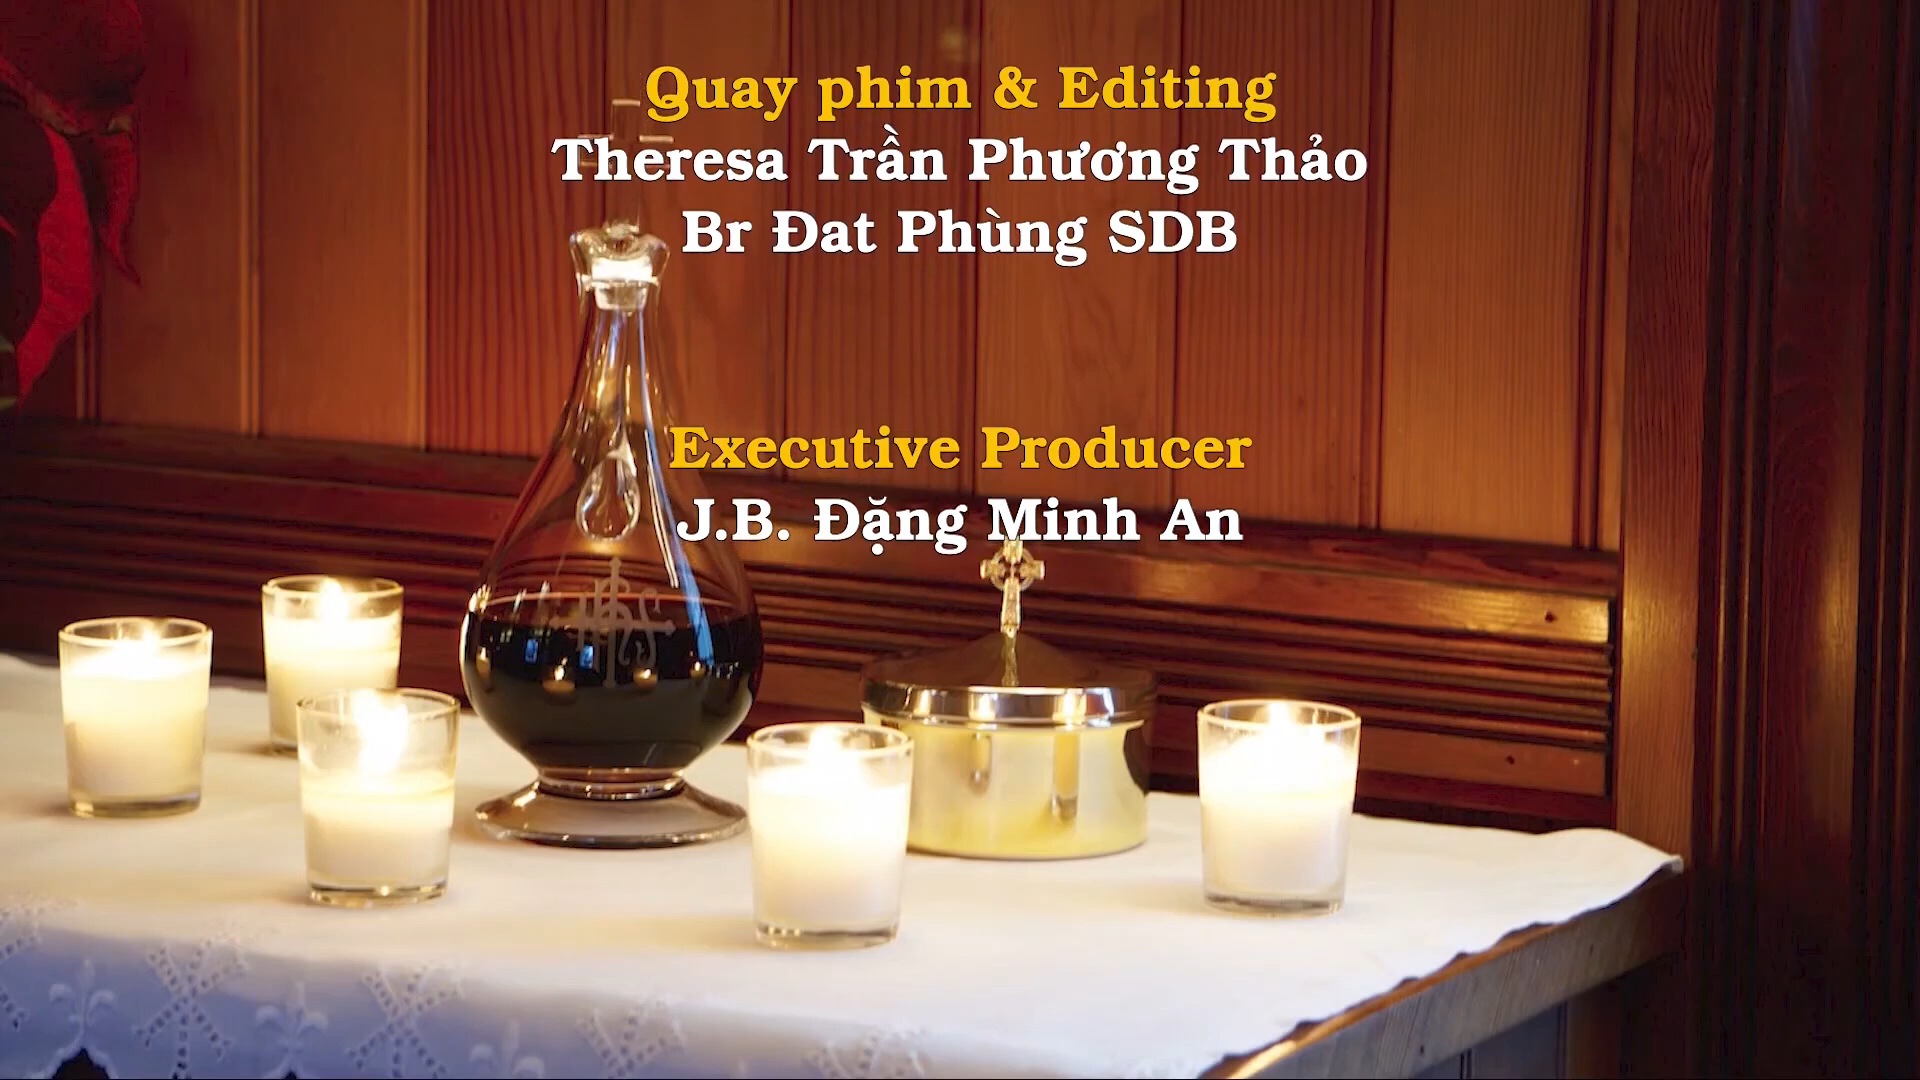 Quay phim & Editing
Theresa Trần Phương Thảo
Br Đat Phùng SDB
Executive Producer
J.B. Đặng Minh An